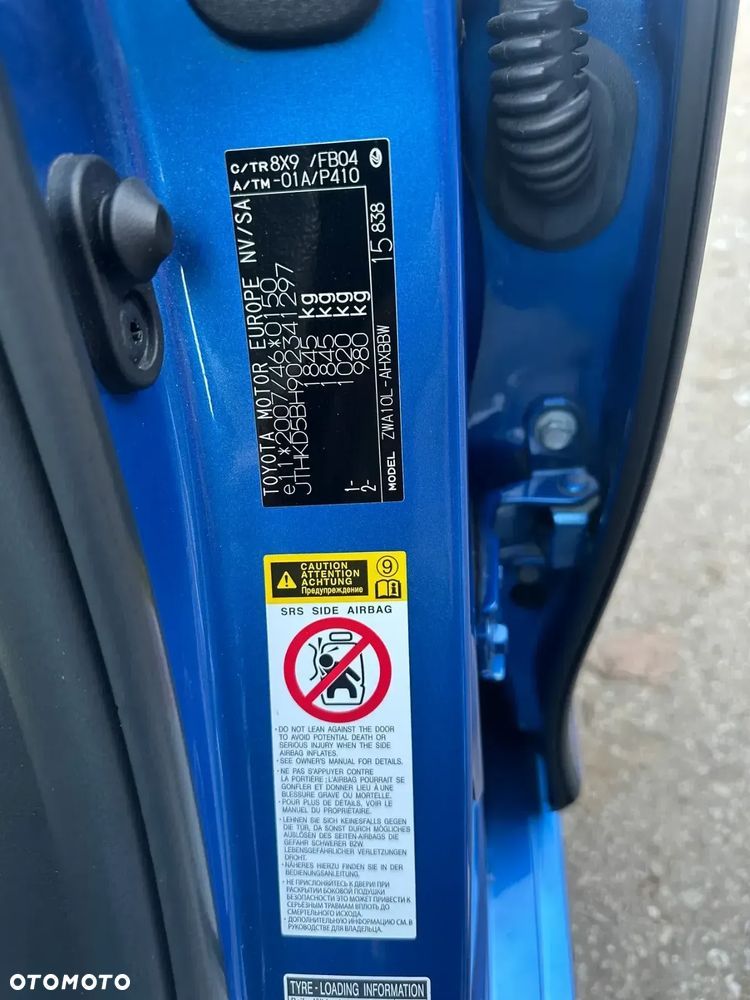 C/TR 8X9 /FB04
A/TM -01A/P410
TOYOTA MOTOR EUROPE NV/SA
e11*2007/46*0150
JTHKD5BH902341297
1845 kg
1845 kg
1- 1020 kg
2- 980 kg
15 838
MODEL ZWA10L-AHXBBW
CAUTION
ATTENTION
ACHTUNG
Предупреждение
9
SRS SIDE AIRBAG
• DO NOT LEAN AGAINST THE DOOR
TO AVOID POTENTIAL DEATH OR
SERIOUS INJURY WHEN THE SIDE
AIRBAG INFLATES.
• SEE OWNER'S MANUAL FOR DETAILS.
• NE PAS S'APPUYER CONTRE
LA PORTIÈRE; L'AIRBAG POURRAIT SE
GONFLER ET DONNER LIEU À UNE
BLESSURE GRAVE OU MORTELLE.
• POUR PLUS DE DÉTAILS, VOIR LE
MANUEL DU PROPRIÉTAIRE.
• LEHNEN SIE SICH KEINESFALLS GEGEN
DIE TÜR, DA SONST DURCH MÖGLICHES
AUSLÖSEN DES SEITEN-AIRBAGS DIE
GEFAHR SCHWERER BZW.
LEBENSGEFÄHRLICHER VERLETZUNGEN
DROHT.
• NÄHERES HIERZU FINDEN SIE IN DER
BEDIENUNGSANLEITUNG.
• НЕ ПРИСЛОНЯЙТЕСЬ К ДВЕРИ! ПРИ
РАСКРЫТИИ БОКОВОЙ ПОДУШКИ
БЕЗОПАСНОСТИ ЭТО МОЖЕТ ПРИВЕСТИ К
СЕРЬЕЗНЫМ ТРАВМАМ ВПЛОТЬ ДО
СМЕРТЕЛЬНОГО ИСХОДА.
• ДОПОЛНИТЕЛЬНУЮ ИНФОРМАЦИЮ СМ. В
РУКОВОДСТВЕ ДЛЯ ВЛАДЕЛЬЦА.
TYRE-LOADING INFORMATION
OTOMOTO